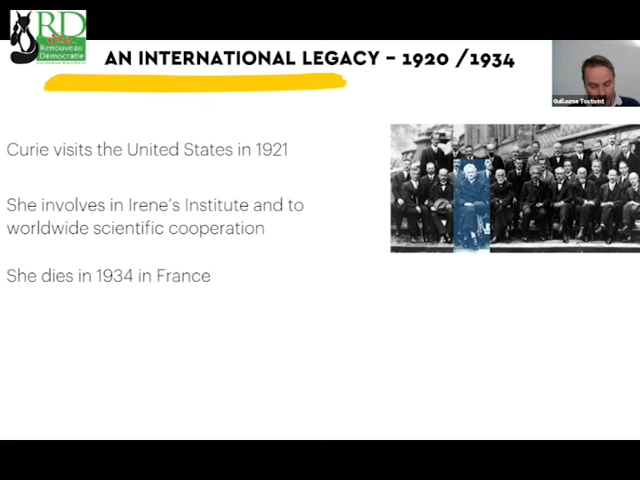 RD
Renouveau
Démocratie
AN INTERNATIONAL LEGACY – 1920 /1934
Guillaume Tostivint
Curie visits the United States in 1921
She involves in Irene's Institute and to
worldwide scientific cooperation
She dies in 1934 in France